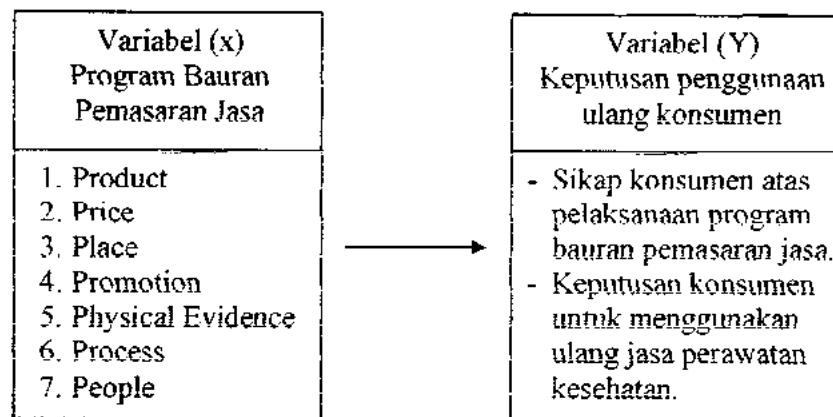 Variabel (x)
Program Bauran
Pemasaran Jasa
1. Product
2. Price
3. Place
4. Promotion
5. Physical Evidence
6. Process
7. People
Variabel (Y)
Keputusan penggunaan
ulang konsumen
- Sikap konsumen atas
pelaksanaan program
bauran pemasaran jasa.
- Keputusan konsumen
untuk menggunakan
ulang jasa perawatan
kesehatan.